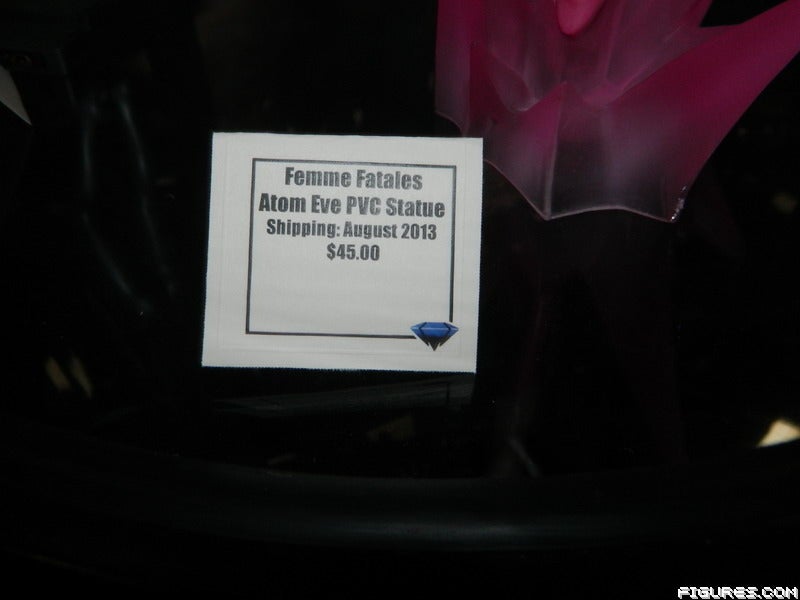 Femme Fatales
Atom Eve PVC Statue
Shipping: August 2013
$45.00
FIGURES.COM